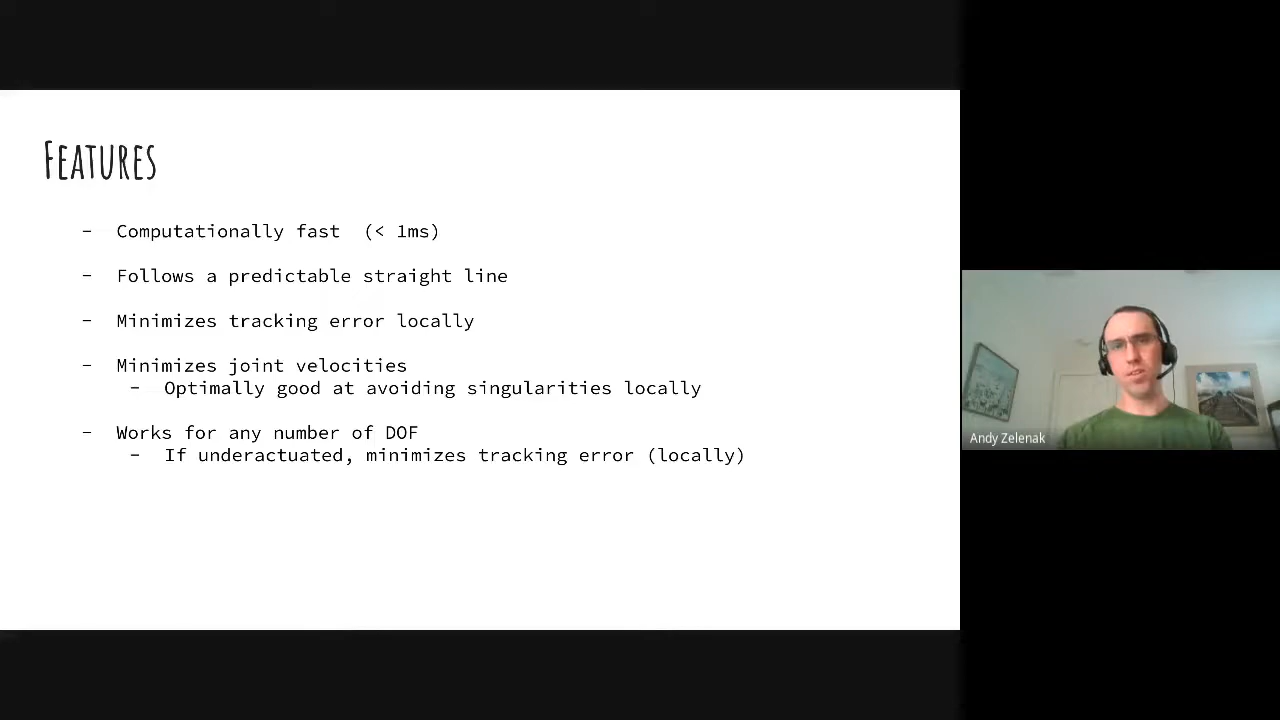 FEATURES
- Computationally fast (< 1ms)
- Follows a predictable straight line
- Minimizes tracking error locally
- Minimizes joint velocities
- Optimally good at avoiding singularities locally
- Works for any number of DOF
- If underactuated, minimizes tracking error (locally)
Andy Zelenak